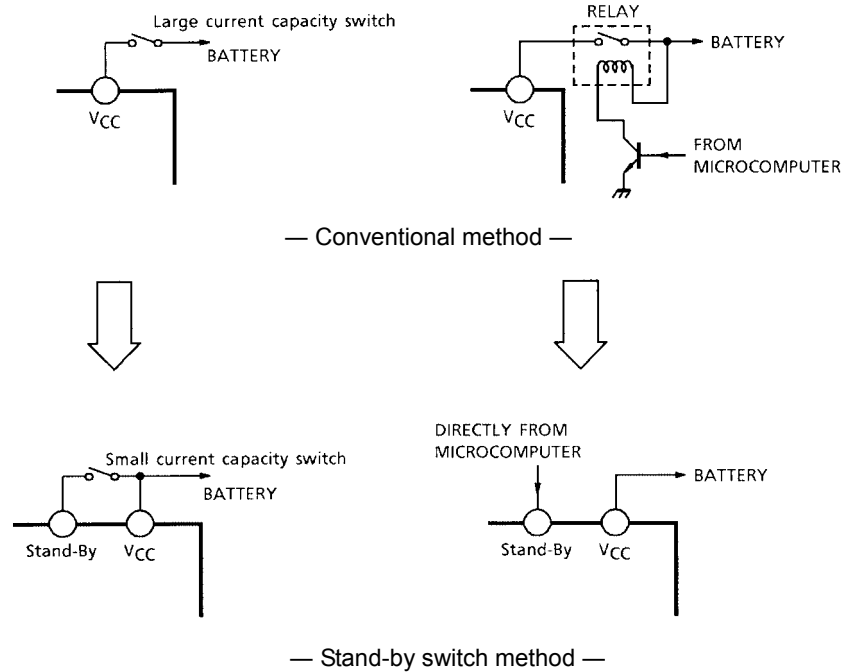 Large current capacity switch
BATTERY
VCC
RELAY
BATTERY
VCC
FROM
MICROCOMPUTER
— Conventional method —
Small current capacity switch
BATTERY
Stand-By VCC
DIRECTLY FROM
MICROCOMPUTER
BATTERY
Stand-By VCC
— Stand-by switch method —